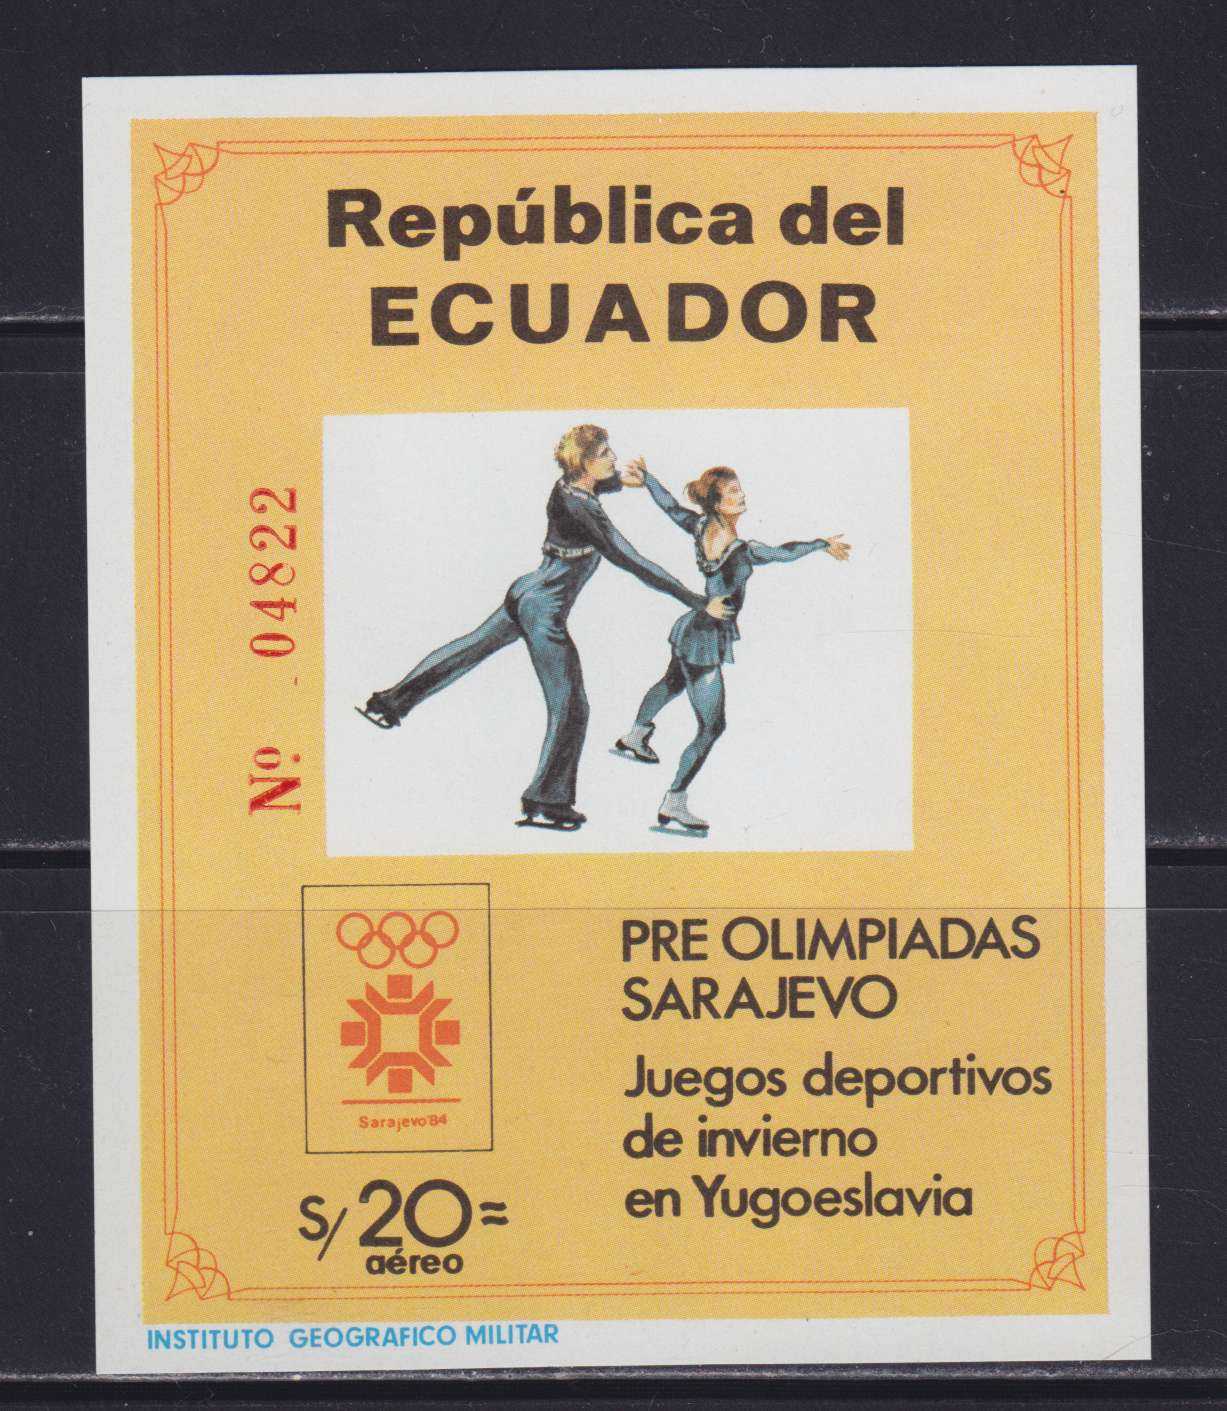 República del
ECUADOR
Nº 04822
Sarajevo'84
S/20=
aéreo
PRE OLIMPIADAS
SARAJEVO
Juegos deportivos
de invierno
en Yugoeslavia
INSTITUTO GEOGRAFICO MILITAR